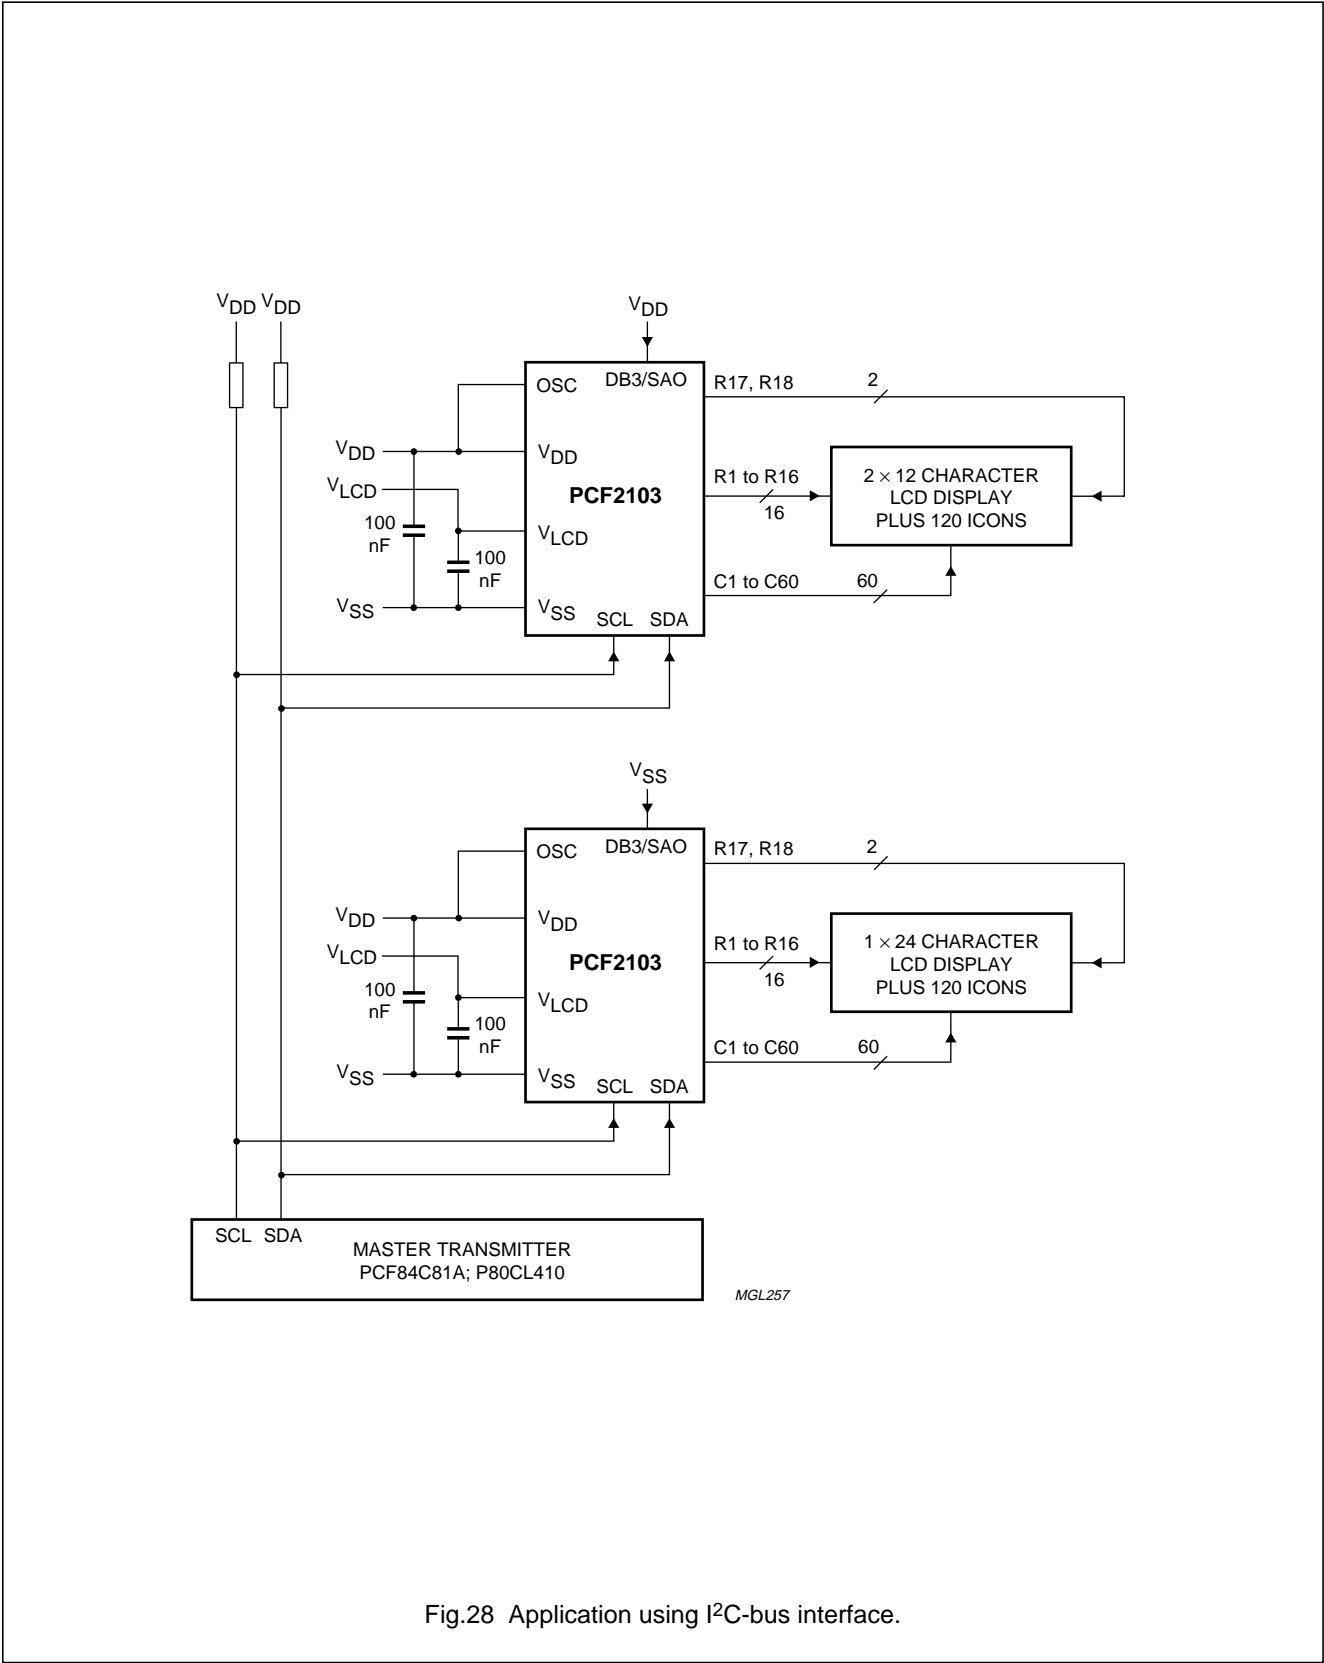 VDD VDD
VDD
OSC DB3/SAO
R17, R18 2
VDD VDD
PCF2103
VLCD
R1 to R16
16
2 × 12 CHARACTER
LCD DISPLAY
PLUS 120 ICONS
100
nF
VLCD
100
nF
C1 to C60 60
VSS VSS
SCL SDA
VSS
OSC DB3/SAO
R17, R18 2
VDD VDD
PCF2103
VLCD
R1 to R16
16
1 × 24 CHARACTER
LCD DISPLAY
PLUS 120 ICONS
100
nF
VLCD
100
nF
C1 to C60 60
VSS VSS
SCL SDA
SCL SDA
MASTER TRANSMITTER
PCF84C81A; P80CL410
MGL257
Fig.28 Application using I²C-bus interface.